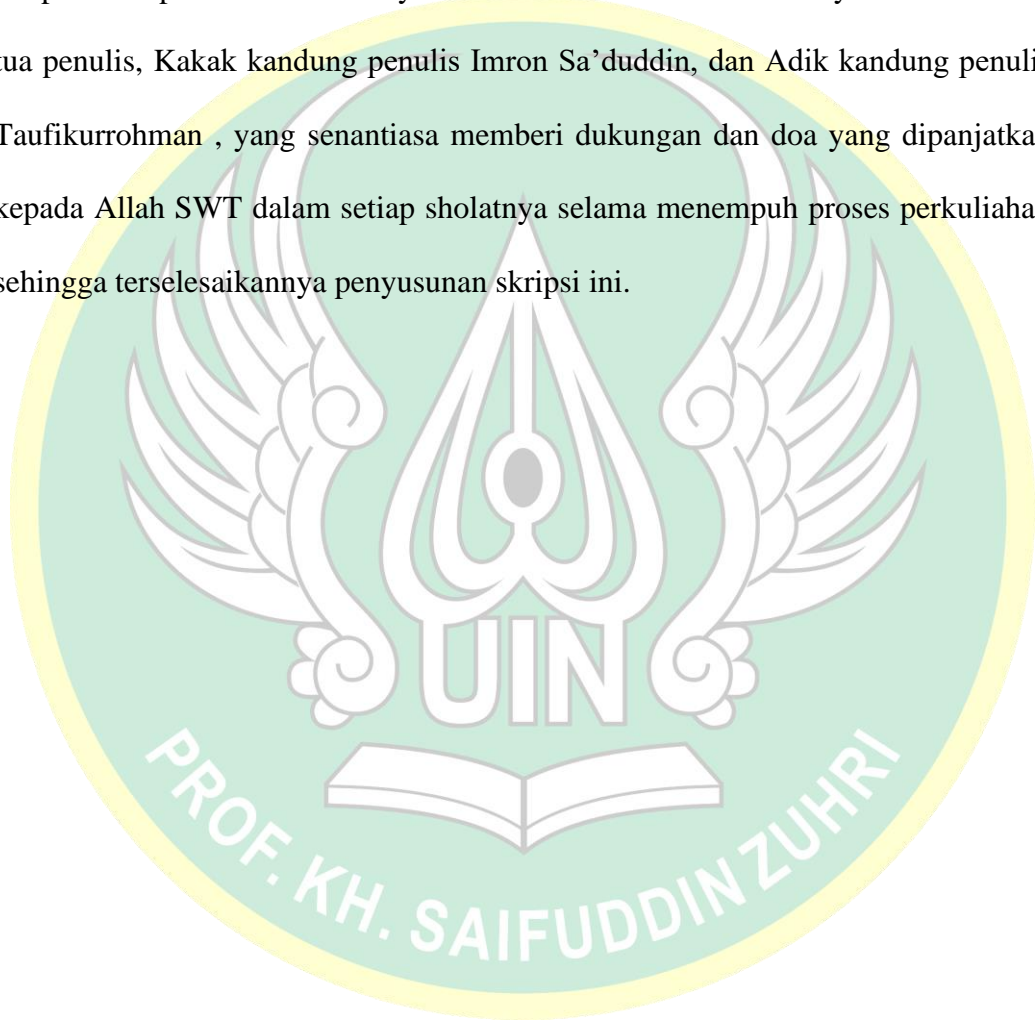 tua penulis, Kakak kandung penulis Imron Sa’duddin, dan Adik kandung penuli
Taufikurrohman , yang senantiasa memberi dukungan dan doa yang dipanjatka
kepada Allah SWT dalam setiap sholatnya selama menempuh proses perkuliaha
sehingga terselesaikannya penyusunan skripsi ini.
UIN
PROF. KH. SAIFUDDIN ZUHRI